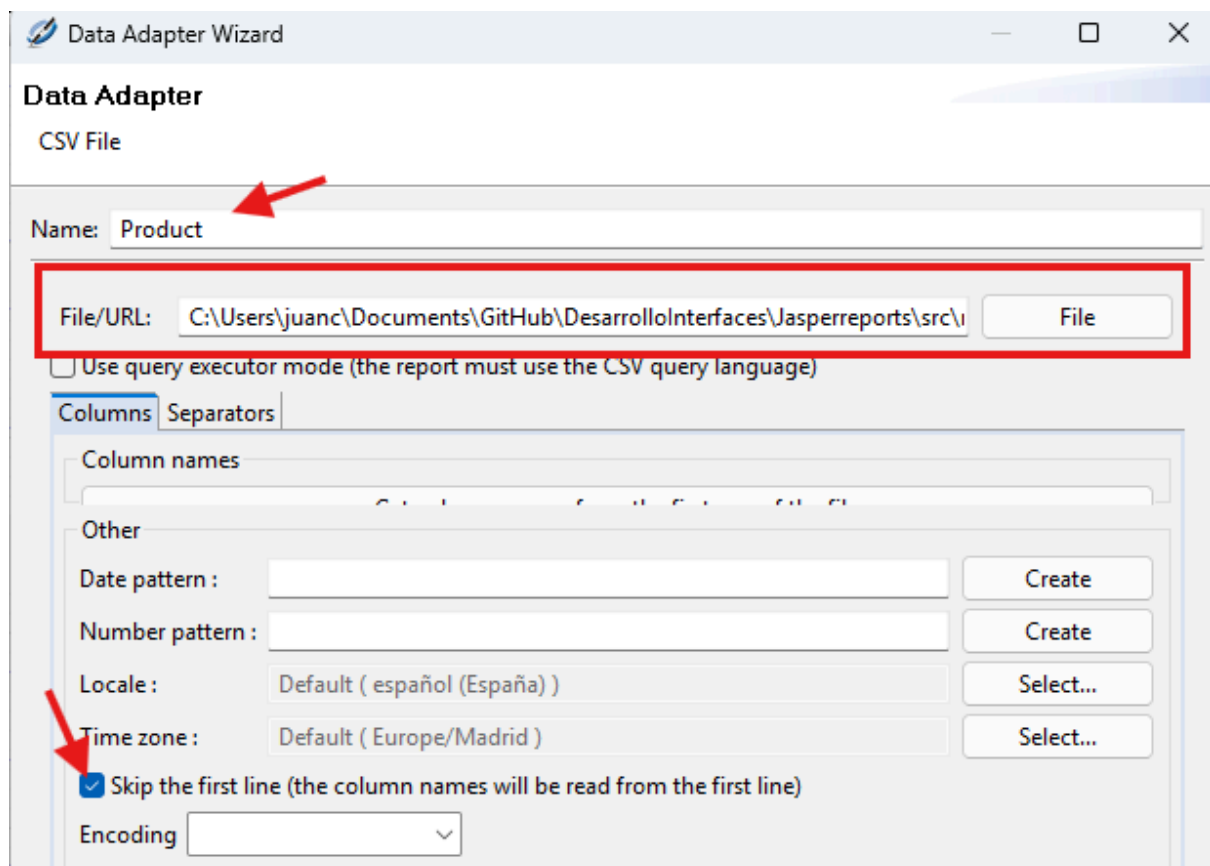 Data Adapter Wizard
Data Adapter
CSV File
Name: Product
File/URL: C:\Users\juanc\Documents\GitHub\DesarrolloInterfaces\Jasperreports\src\ File
Use query executor mode (the report must use the CSV query language)
Columns Separators
Column names
Other
Date pattern : Create
Number pattern : Create
Locale : Default ( español (España) ) Select...
Time zone : Default ( Europe/Madrid ) Select...
Skip the first line (the column names will be read from the first line)
Encoding